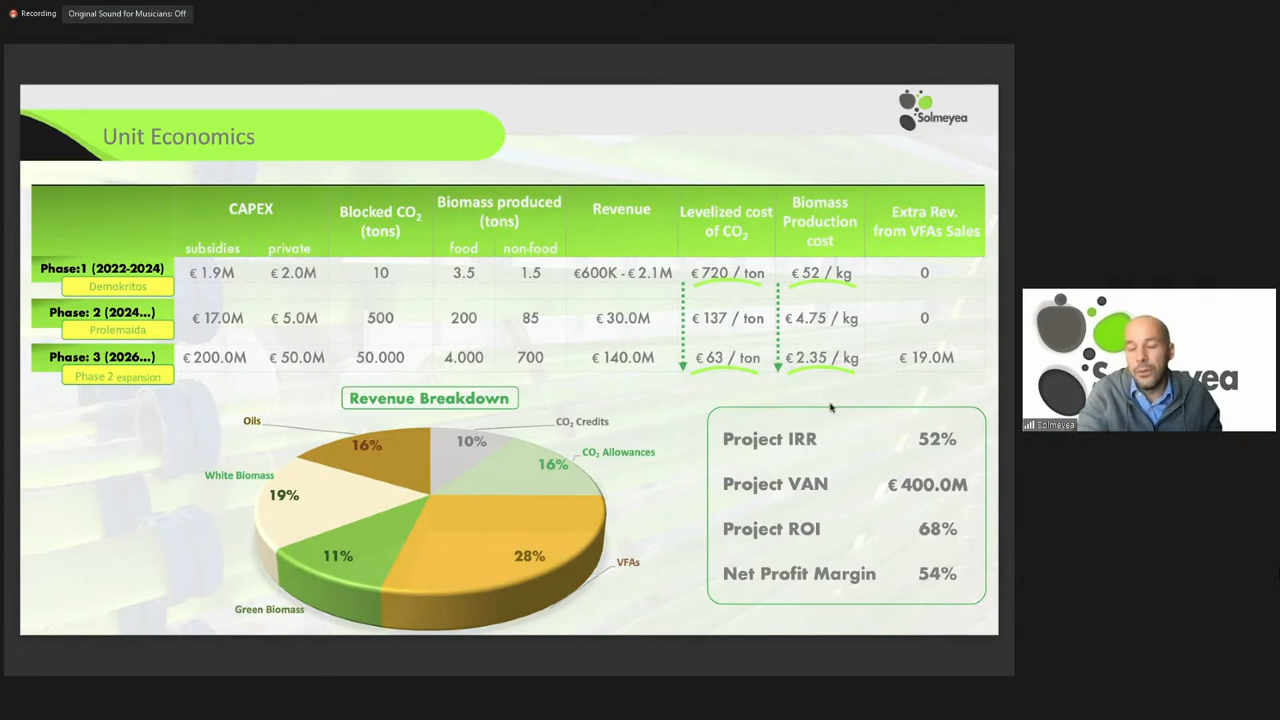 Recording
Original Sound for Musicians: Off
Unit Economics
Solmeyea
CAPEX
Blocked CO₂ (tons)
Biomass produced (tons)
Revenue
Levelized cost of CO₂
Biomass Production cost
Extra Rev. from VFAs Sales
subsidies private food non-food
Phase:1 (2022-2024) € 1.9M € 2.0M 10 3.5 1.5 €600K - € 2.1M € 720 / ton € 52 / kg 0
Demokritos
Phase: 2 (2024...) € 17.0M € 5.0M 500 200 85 € 30.0M € 137 / ton € 4.75 / kg 0
Prolemaida
Phase: 3 (2026...) € 200.0M € 50.0M 50.000 4.000 700 € 140.0M € 63 / ton € 2.35 / kg € 19.0M
Phase 2 expansion
Revenue Breakdown
Oils
16%
10%
CO₂ Credits
16%
CO₂ Allowances
White Biomass
19%
11%
28%
VFAs
Green Biomass
Project IRR 52%
Project VAN € 400.0M
Project ROI 68%
Net Profit Margin 54%
Solmeyea